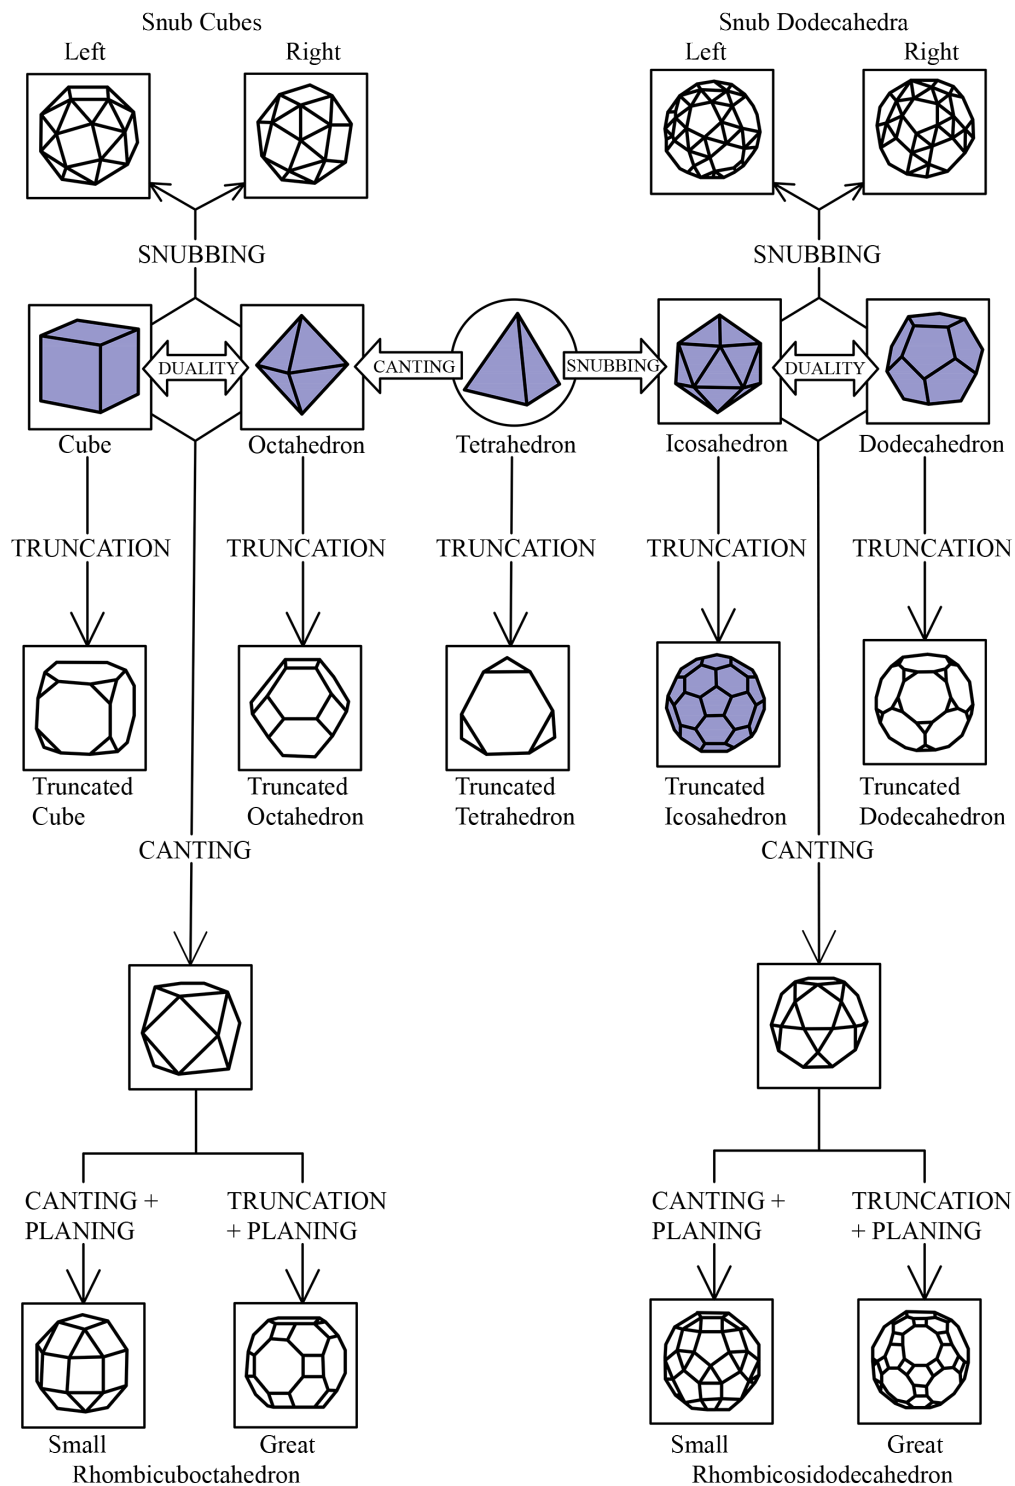 Snub Cubes
Left
Right
Snub Dodecahedra
Left
Right
SNUBBING
SNUBBING
DUALITY
CANTING
SNUBBING
DUALITY
Cube
Octahedron
Tetrahedron
Icosahedron
Dodecahedron
TRUNCATION
TRUNCATION
TRUNCATION
TRUNCATION
TRUNCATION
Truncated
Cube
Truncated
Octahedron
Truncated
Tetrahedron
Truncated
Icosahedron
Truncated
Dodecahedron
CANTING
CANTING
CANTING +
PLANING
TRUNCATION
+ PLANING
CANTING +
PLANING
TRUNCATION
+ PLANING
Small
Great
Rhombicuboctahedron
Small
Great
Rhombicosidodecahedron